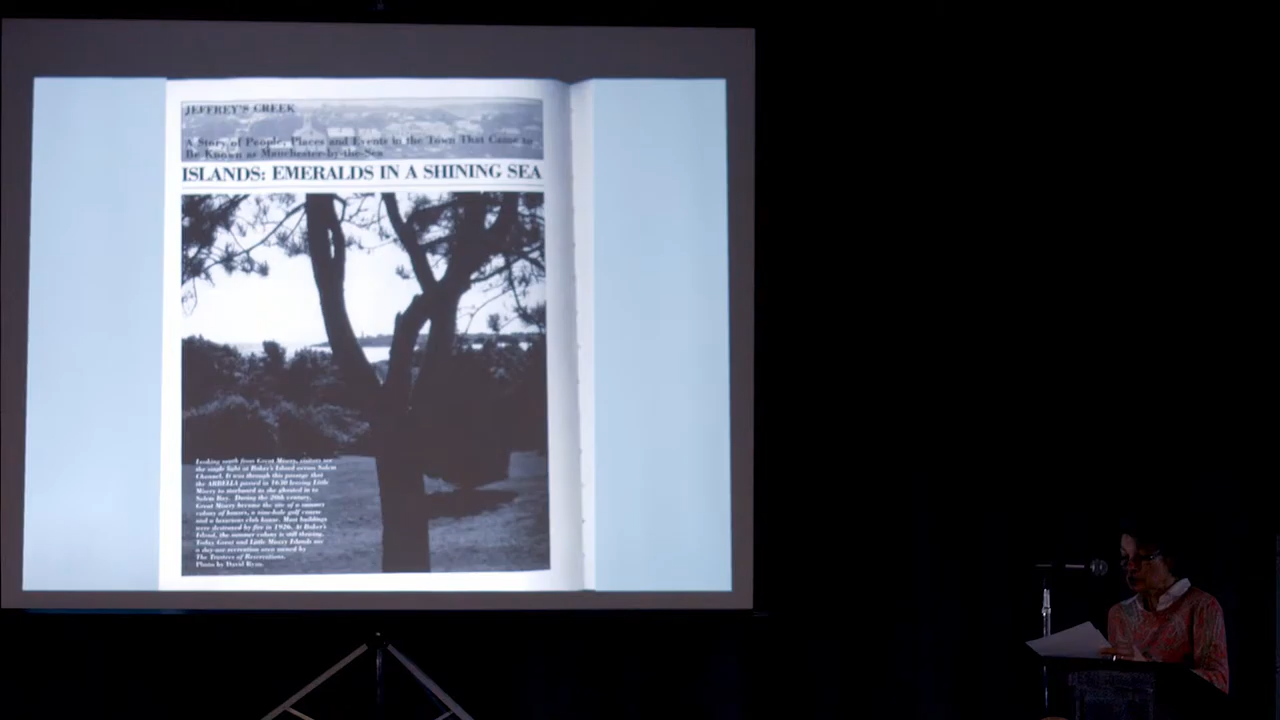 JEFFREY'S CREEK
A Story of People, Places and Events in the Town That Came to
Be Known as Manchester-by-the-Sea
ISLANDS: EMERALDS IN A SHINING SEA
Looking south from Great Misery, visitors see
the single light at Baker's Island across Salem
Channel. It was through this passage that
the ARBELLA passed in 1630 leaving Little
Misery to starboard as she ghosted in to
Salem Bay. During the 20th century,
Great Misery became the site of a summer
colony of houses, a nine-hole golf course
and a luxurious club house. Most buildings
were destroyed by fire in 1926. At Baker's
Island, the summer colony is still thriving.
Today Great and Little Misery Islands are
a day-use recreation area owned by
The Trustees of Reservations.
Photo by David Ryan.